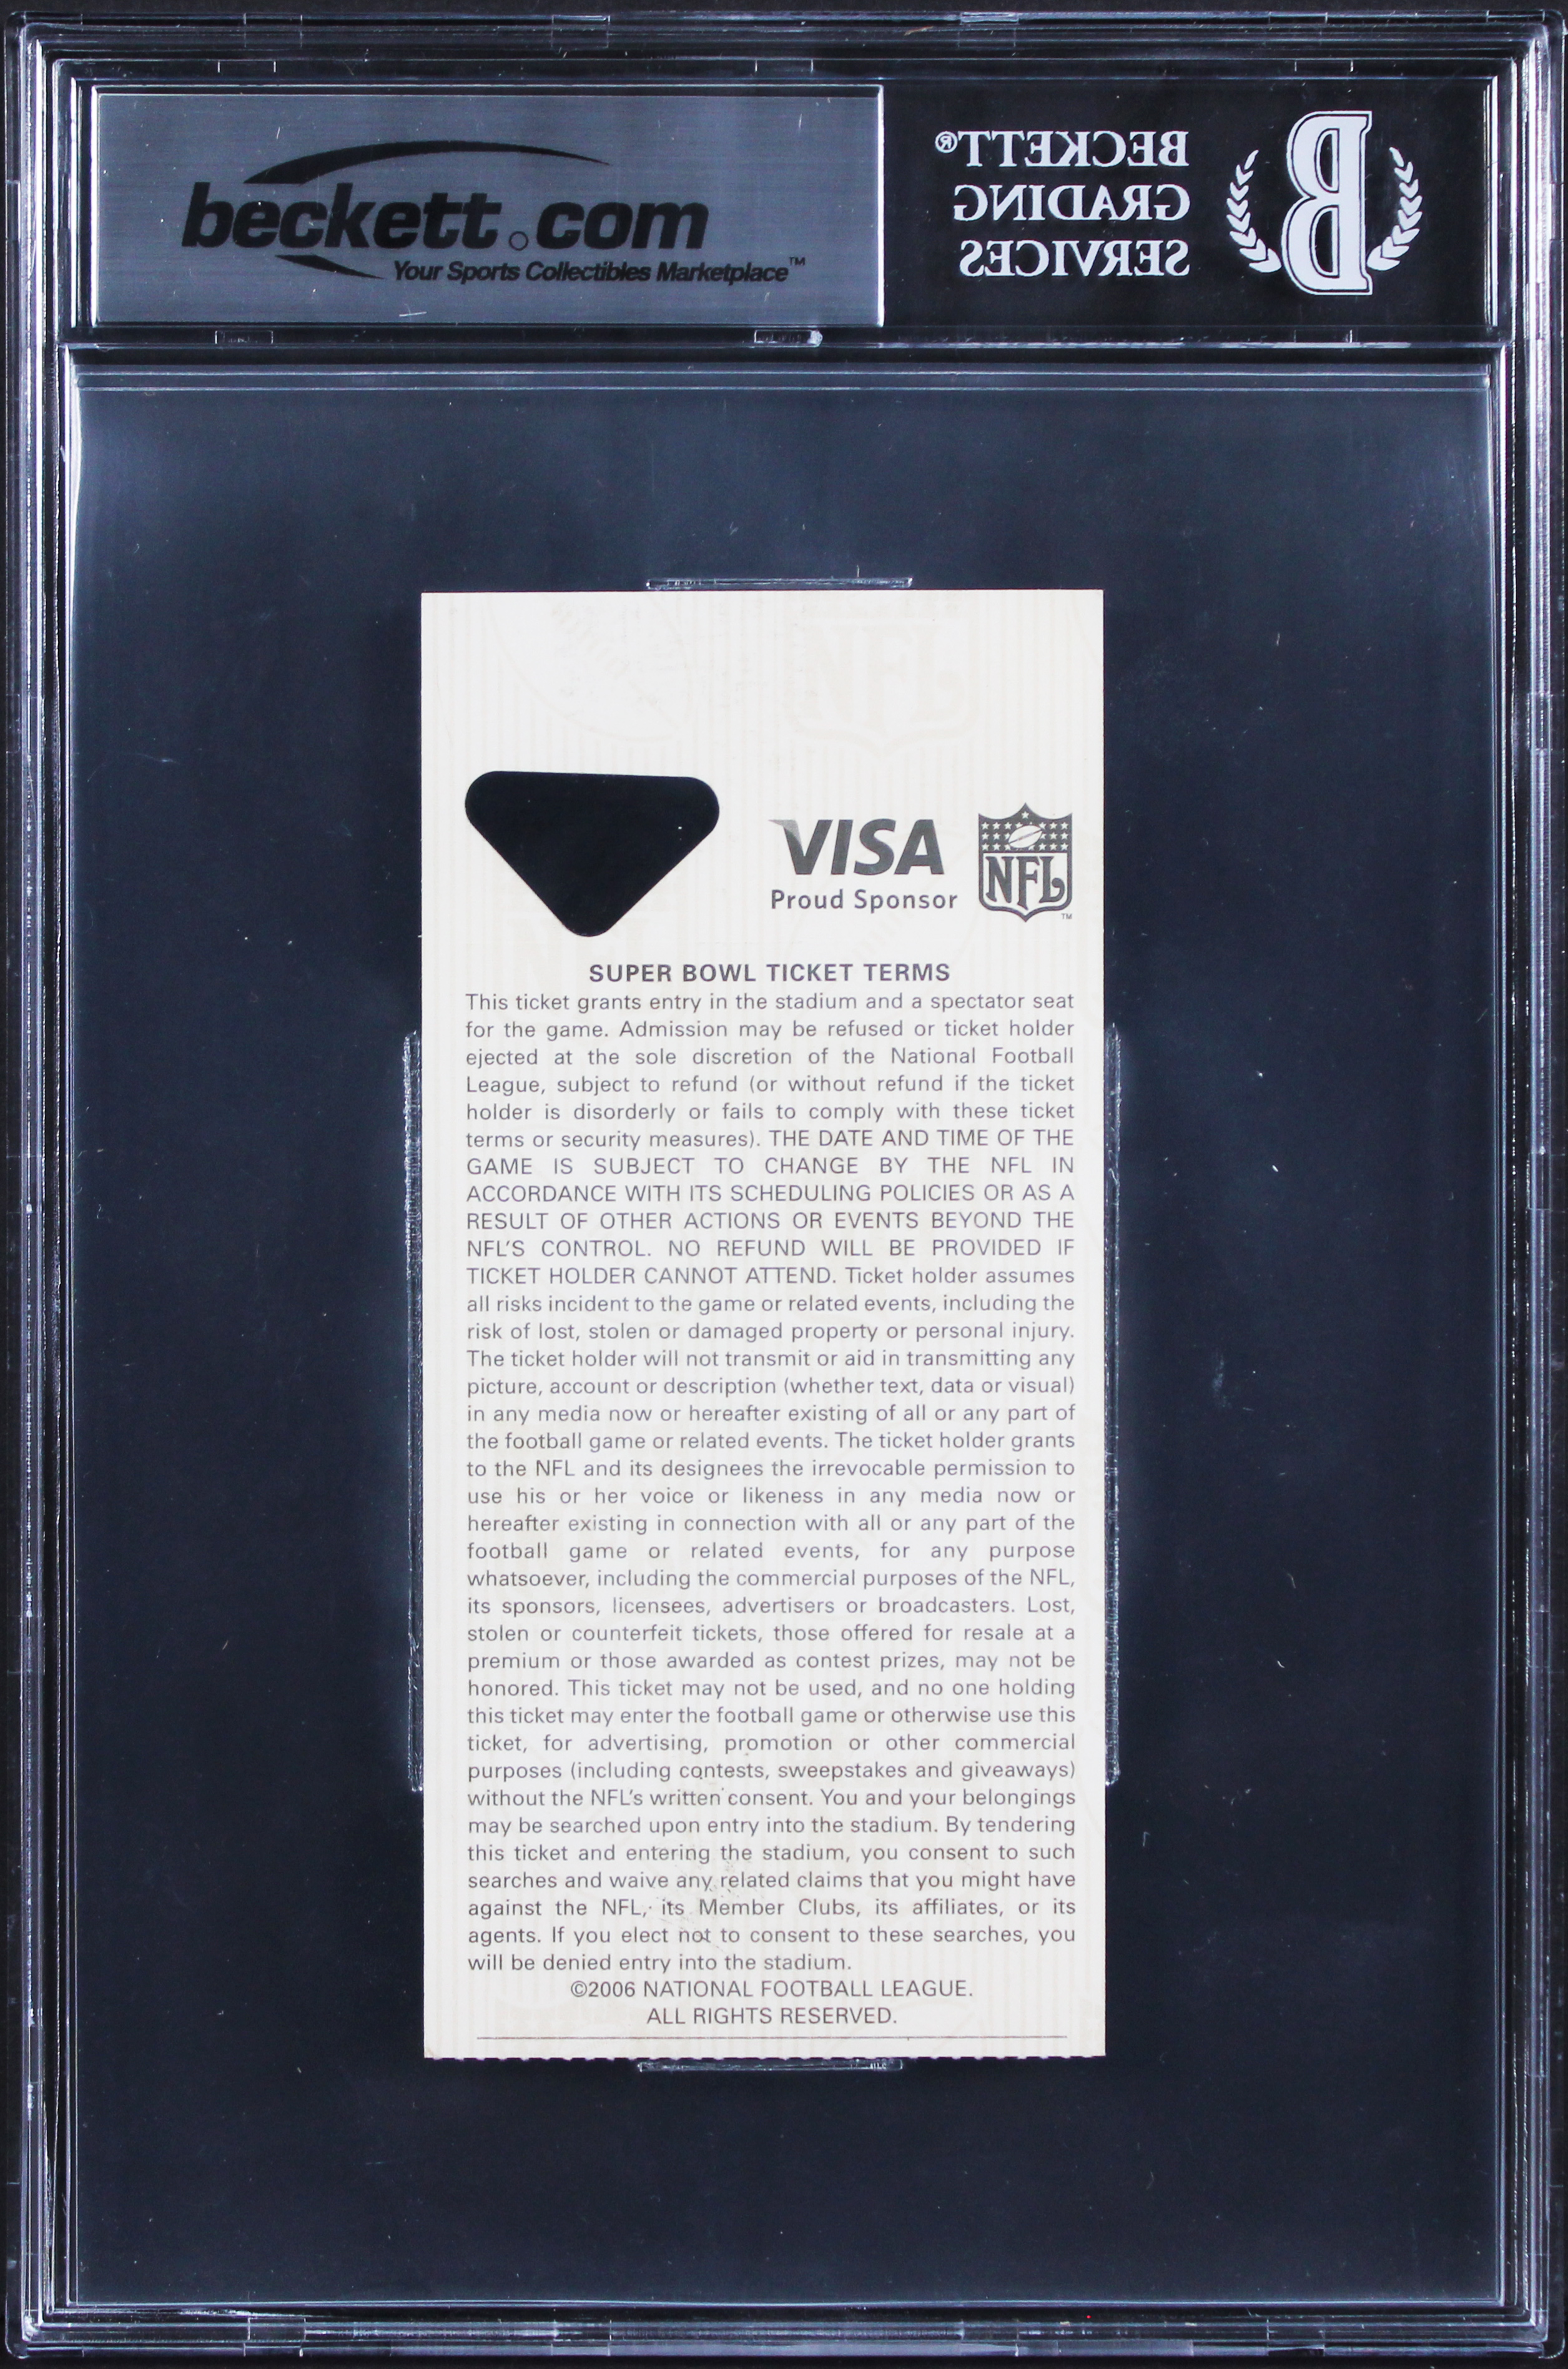 beckett.com
Your Sports Collectibles Marketplace™
BECKETT®
GRADING
SERVICES
B
NFL
VISA
Proud Sponsor
NFL
TM
SUPER BOWL TICKET TERMS
This ticket grants entry in the stadium and a spectator seat
for the game. Admission may be refused or ticket holder
ejected at the sole discretion of the National Football
League, subject to refund (or without refund if the ticket
holder is disorderly or fails to comply with these ticket
terms or security measures). THE DATE AND TIME OF THE
GAME IS SUBJECT TO CHANGE BY THE NFL IN
ACCORDANCE WITH ITS SCHEDULING POLICIES OR AS A
RESULT OF OTHER ACTIONS OR EVENTS BEYOND THE
NFL'S CONTROL. NO REFUND WILL BE PROVIDED IF
TICKET HOLDER CANNOT ATTEND. Ticket holder assumes
all risks incident to the game or related events, including the
risk of lost, stolen or damaged property or personal injury.
The ticket holder will not transmit or aid in transmitting any
picture, account or description (whether text, data or visual)
in any media now or hereafter existing of all or any part of
the football game or related events. The ticket holder grants
to the NFL and its designees the irrevocable permission to
use his or her voice or likeness in any media now or
hereafter existing in connection with all or any part of the
football game or related events, for any purpose
whatsoever, including the commercial purposes of the NFL,
its sponsors, licensees, advertisers or broadcasters. Lost,
stolen or counterfeit tickets, those offered for resale at a
premium or those awarded as contest prizes, may not be
honored. This ticket may not be used, and no one holding
this ticket may enter the football game or otherwise use this
ticket, for advertising, promotion or other commercial
purposes (including contests, sweepstakes and giveaways)
without the NFL's written consent. You and your belongings
may be searched upon entry into the stadium. By tendering
this ticket and entering the stadium, you consent to such
searches and waive any related claims that you might have
against the NFL, its Member Clubs, its affiliates, or its
agents. If you elect not to consent to these searches, you
will be denied entry into the stadium.
©2006 NATIONAL FOOTBALL LEAGUE.
ALL RIGHTS RESERVED.